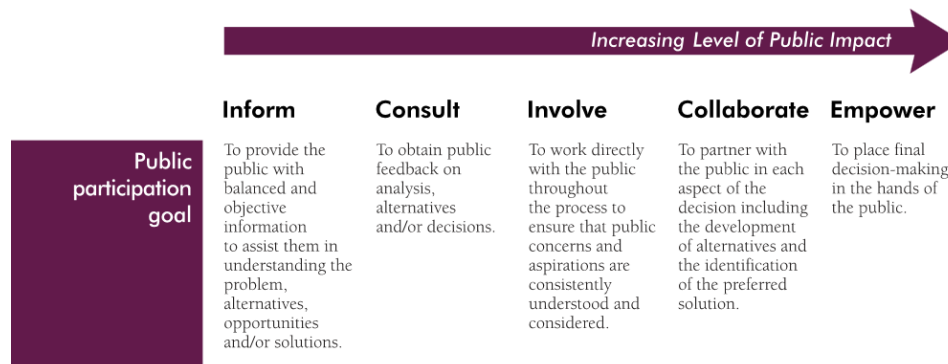 Increasing Level of Public Impact
Inform
Consult
Involve
Collaborate
Empower
Public
participation
goal
To provide the
public with
balanced and
objective
information
to assist them in
understanding the
problem,
alternatives,
opportunities
and/or solutions.
To obtain public
feedback on
analysis,
alternatives
and/or decisions.
To work directly
with the public
throughout
the process to
ensure that public
concerns and
aspirations are
consistently
understood and
considered.
To partner with
the public in each
aspect of the
decision including
the development
of alternatives and
the identification
of the preferred
solution.
To place final
decision-making
in the hands of
the public.